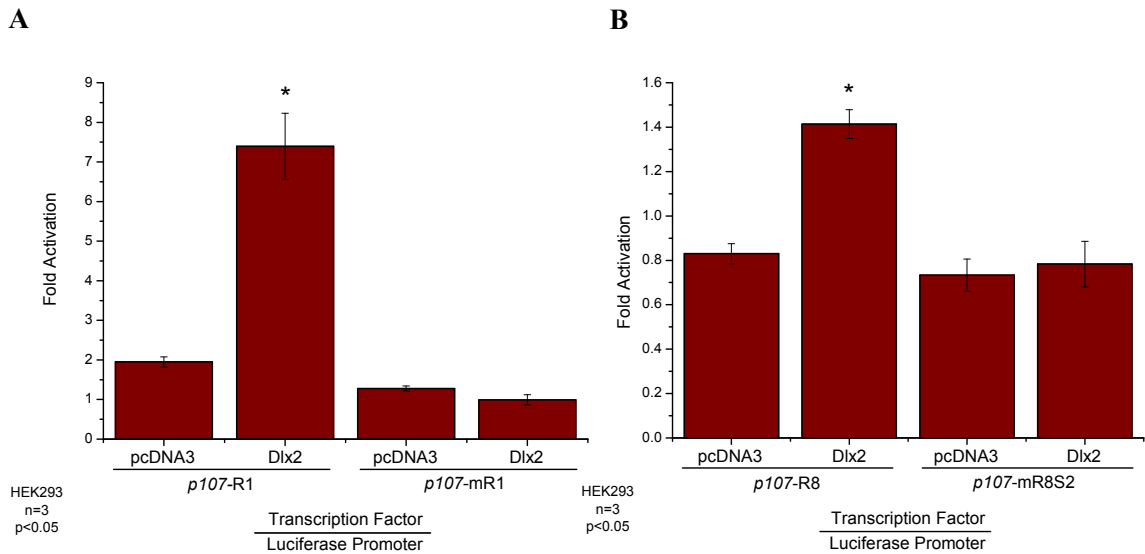 A
9
8
7
6
5
4
3
2
1
0
Fold Activation
*
pcDNA3 Dlx2 pcDNA3 Dlx2
p107-R1 p107-mR1
HEK293
n=3
p<0.05
Transcription Factor
Luciferase Promoter
B
1.6
1.4
1.2
1.0
0.8
0.6
0.4
0.2
0.0
Fold Activation
*
pcDNA3 Dlx2 pcDNA3 Dlx2
p107-R8 p107-mR8S2
HEK293
n=3
p<0.05
Transcription Factor
Luciferase Promoter